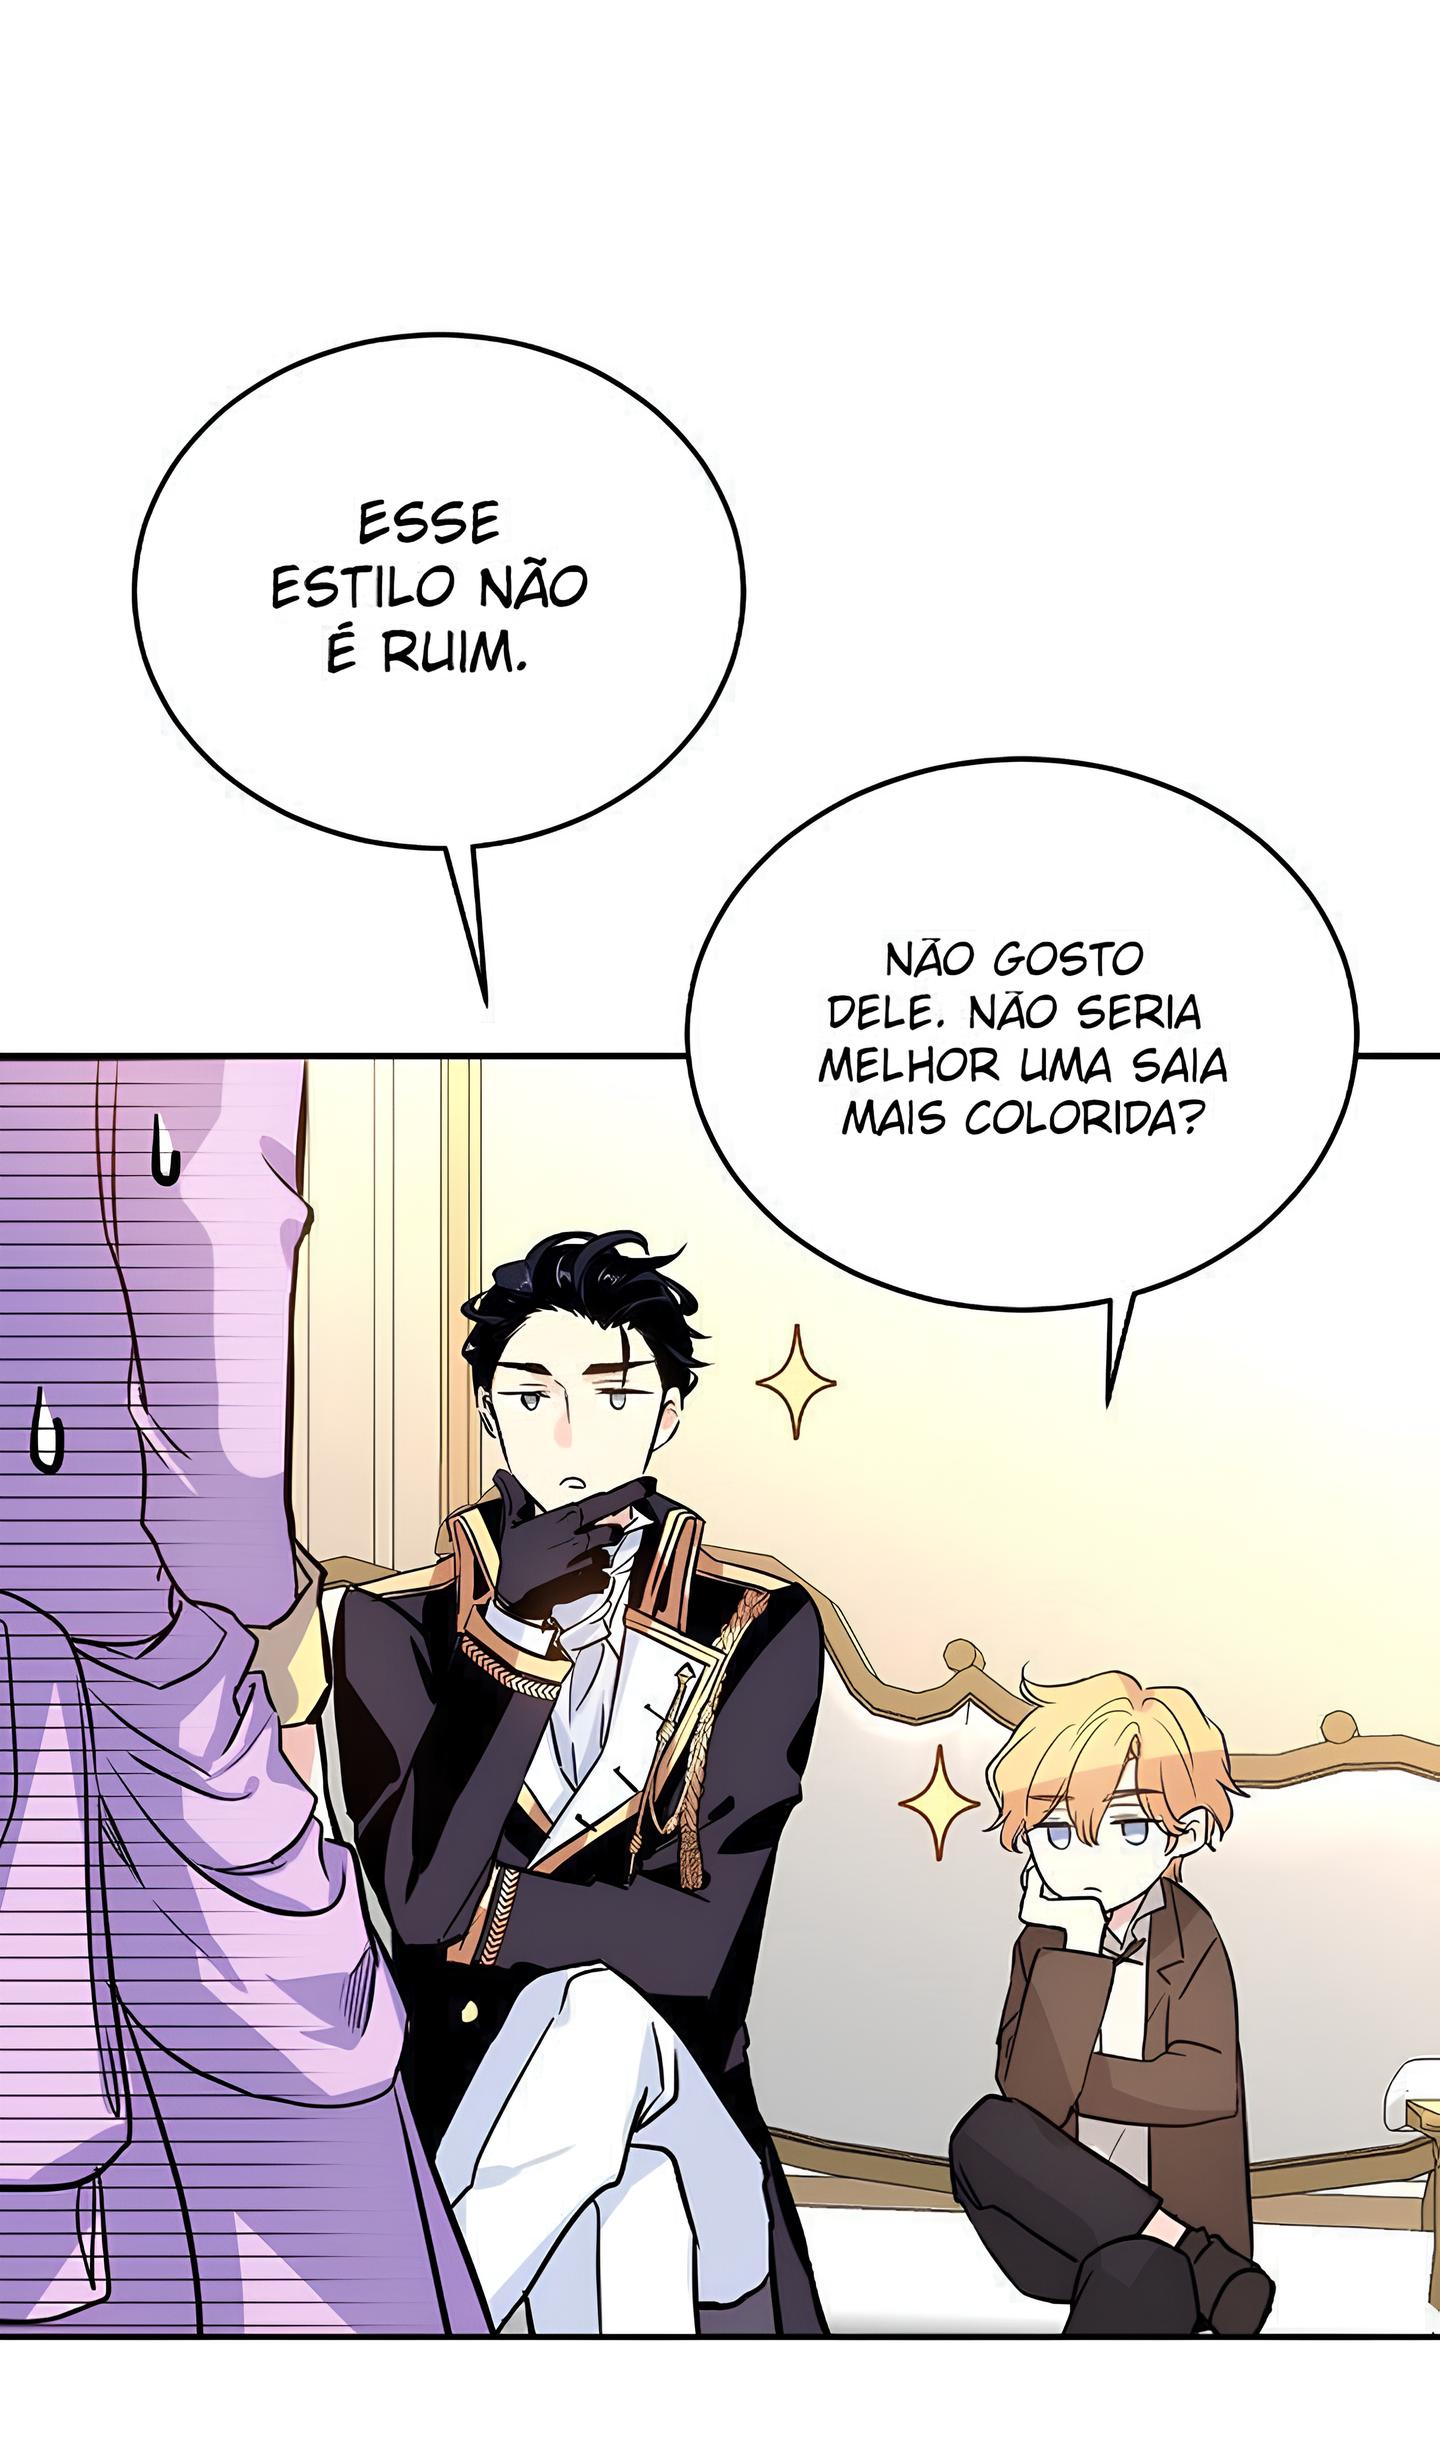 ESSE
ESTILO NÃO
É RUIM.
NÃO GOSTO
DELE. NÃO SERIA
MELHOR UMA SAIA
MAIS COLORIDA?